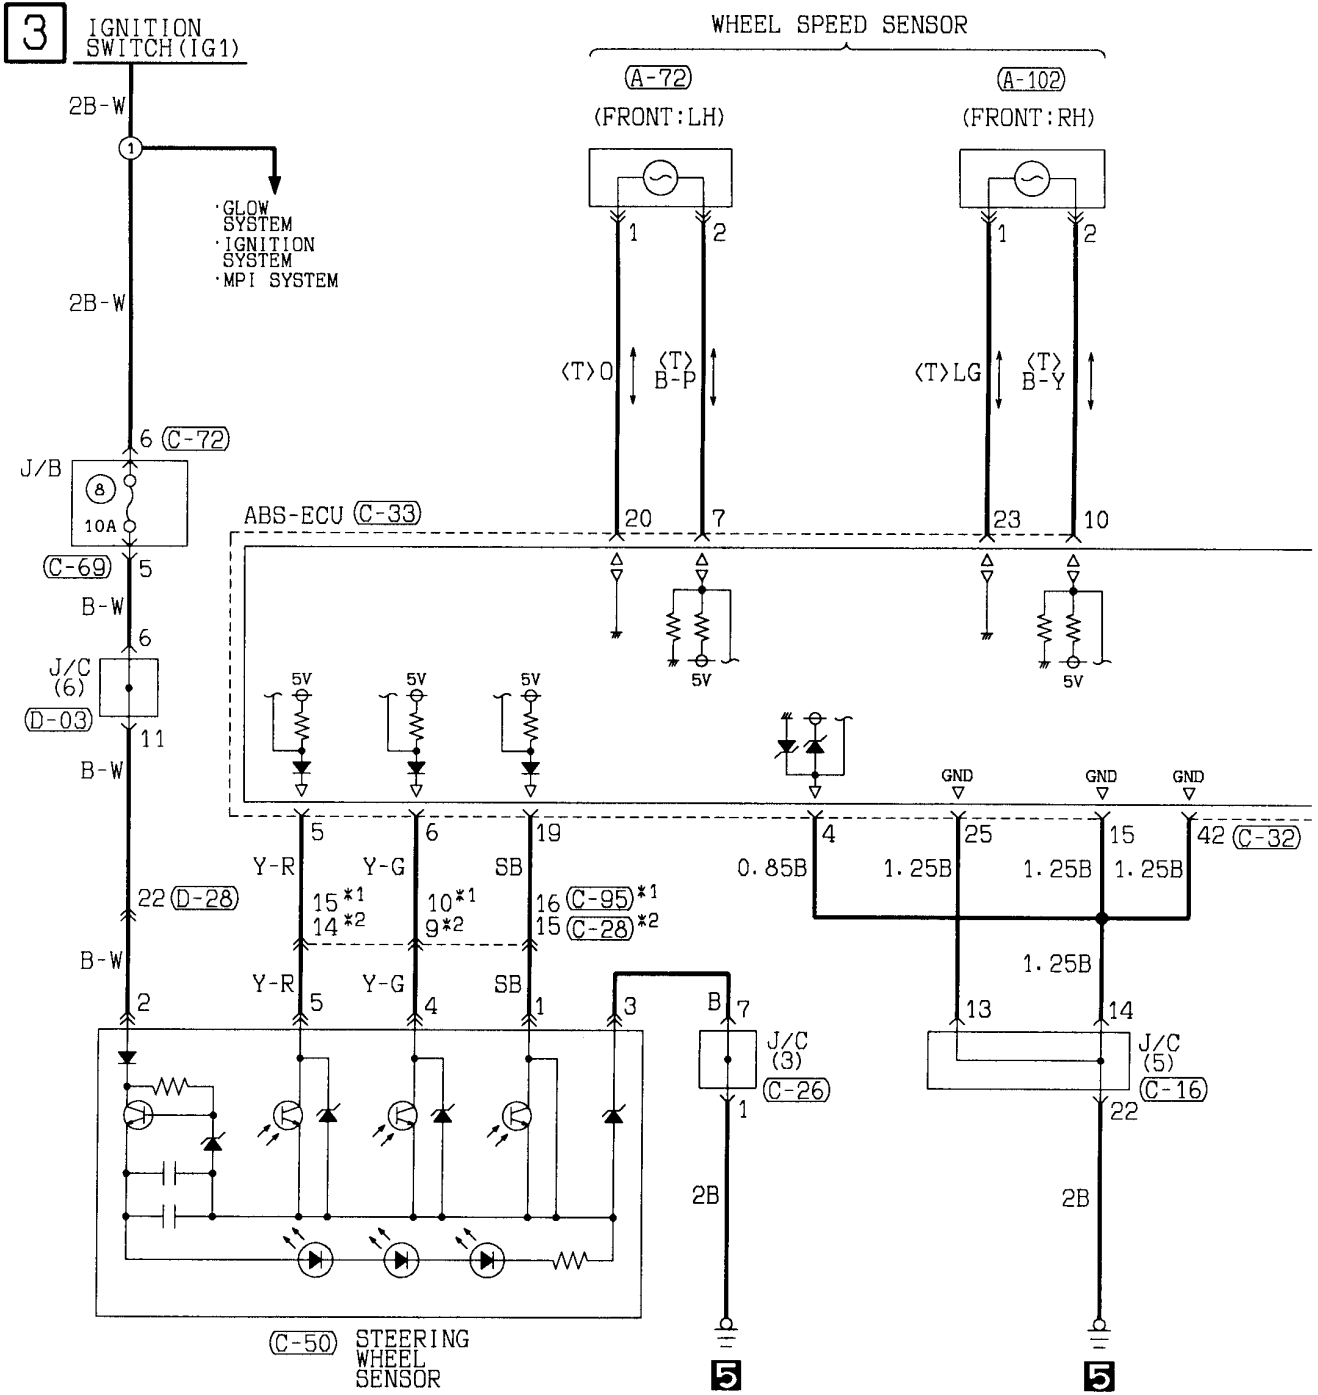 3
IGNITION
SWITCH(IG1)
WHEEL SPEED SENSOR
A-72
A-102
(FRONT:LH)
(FRONT:RH)
2B-W
1
·GLOW
SYSTEM
·IGNITION
SYSTEM
·MPI SYSTEM
1
2
1
2
2B-W
<T>O
<T>
B-P
<T>LG
<T>
B-Y
6 C-72
J/B
8
10A
ABS-ECU C-33
20
7
23
10
C-69
5
B-W
6
J/C
(6)
D-03
11
B-W
5V
5V
5V
5V
5V
GND
GND
GND
5
6
19
4
25
15
42 C-32
Y-R
Y-G
SB
0.85B
1.25B
1.25B
1.25B
22 D-28
15*1
14*2
10*1
9*2
16 C-95*1
15 C-28*2
B-W
Y-R
Y-G
SB
1.25B
2
5
4
1
3
B
7
13
14
J/C
(3)
C-26
J/C
(5)
C-16
1
22
2B
2B
C-50 STEERING
WHEEL
SENSOR
5
5